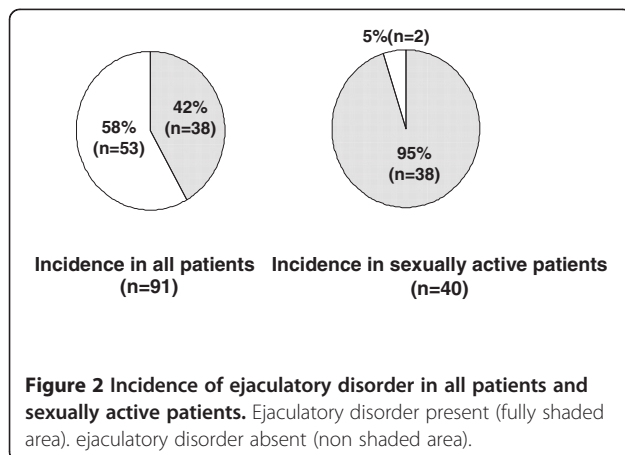 5%(n=2)
42%
(n=38)
58%
(n=53)
95%
(n=38)
Incidence in all patients
(n=91)
Incidence in sexually active patients
(n=40)
Figure 2 Incidence of ejaculatory disorder in all patients and
sexually active patients. Ejaculatory disorder present (fully shaded
area). ejaculatory disorder absent (non shaded area).